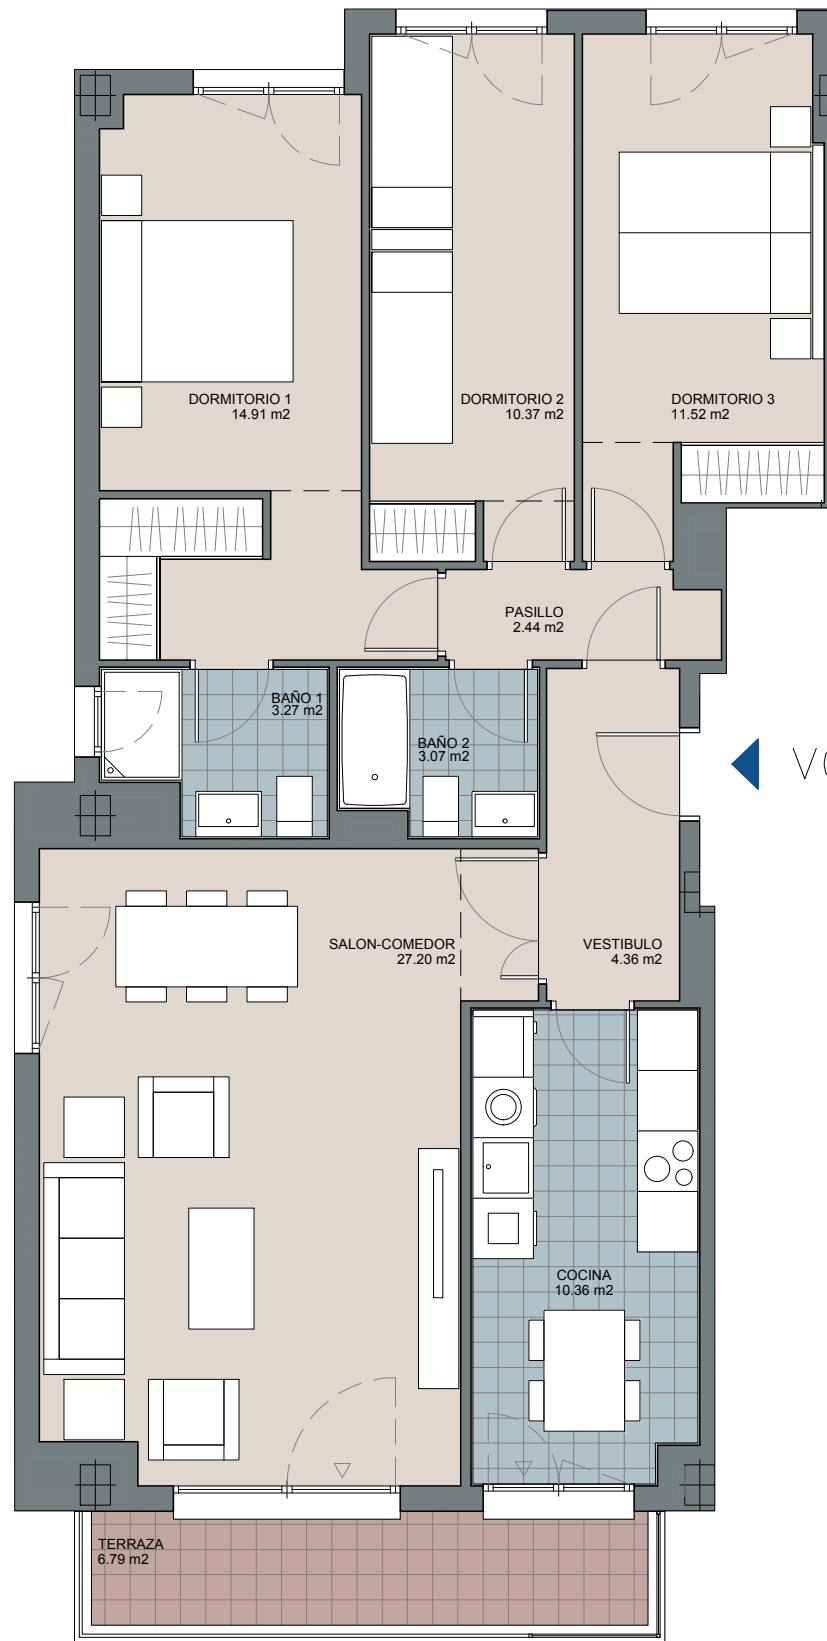 DORMITORIO 1
14.91 m2
DORMITORIO 2
10.37 m2
DORMITORIO 3
11.52 m2
PASILLO
2.44 m2
BAÑO 1
3.27 m2
BAÑO 2
3.07 m2
SALON-COMEDOR
27.20 m2
VESTIBULO
4.36 m2
COCINA
10.36 m2
TERRAZA
6.79 m2